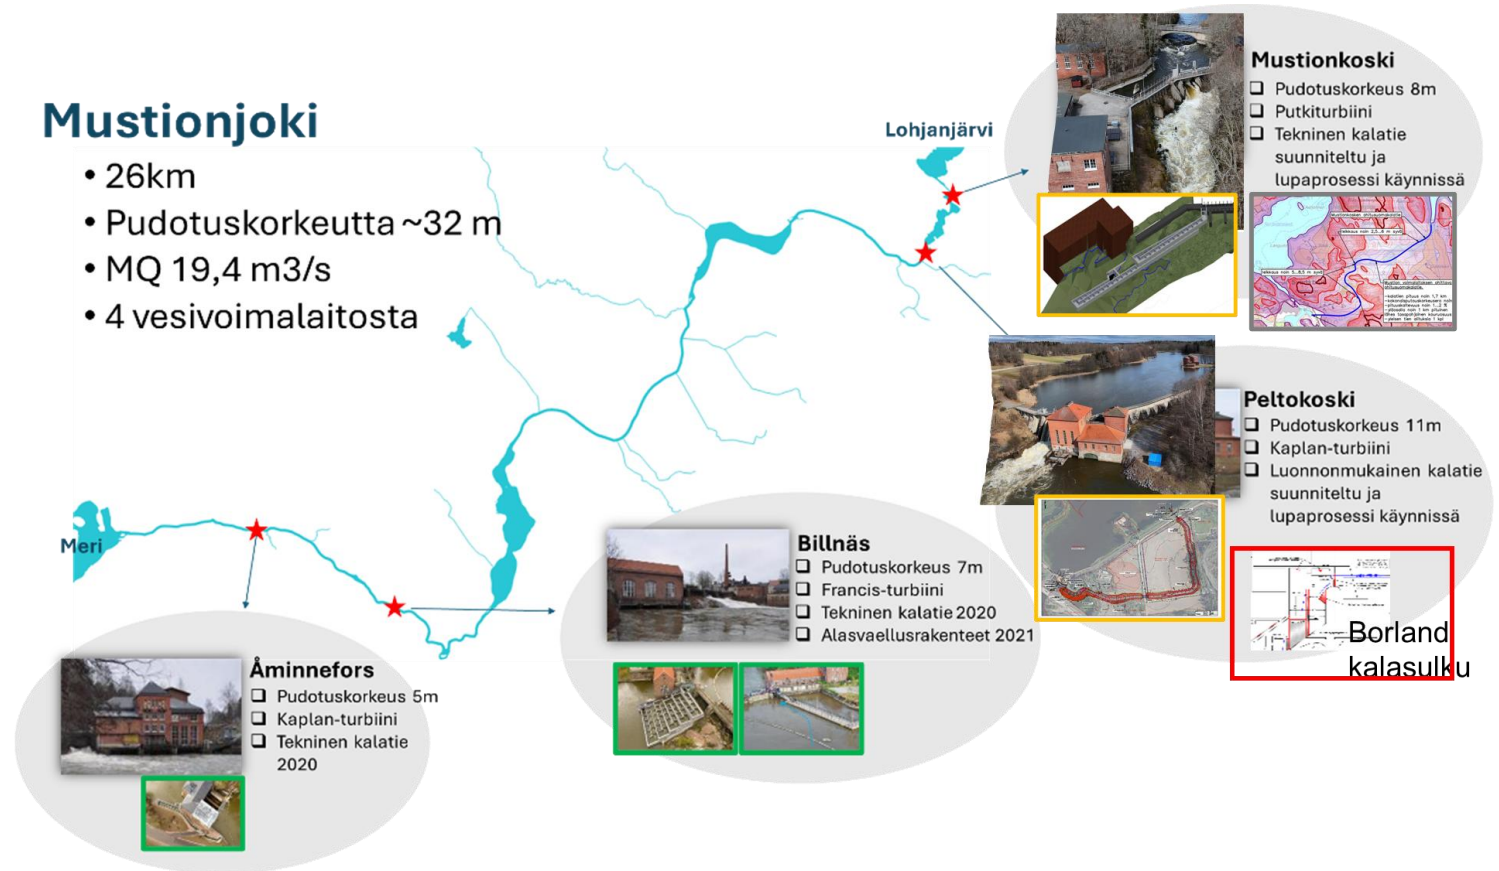 Mustionjoki
• 26km
• Pudotuskorkeutta ~32 m
• MQ 19,4 m3/s
• 4 vesivoimalaitosta
Lohjanjärvi
Meri
Mustionkoski
Pudotuskorkeus 8m
Putkiturbiini
Tekninen kalatie
suunniteltu ja
lupaprosessi käynnissä
Peltokoski
Pudotuskorkeus 11m
Kaplan-turbiini
Luonnonmukainen kalatie
suunniteltu ja
lupaprosessi käynnissä
Borland
kalasulku
Billnäs
Pudotuskorkeus 7m
Francis-turbiini
Tekninen kalatie 2020
Alasvaellusrakenteet 2021
Åminnefors
Pudotuskorkeus 5m
Kaplan-turbiini
Tekninen kalatie
2020